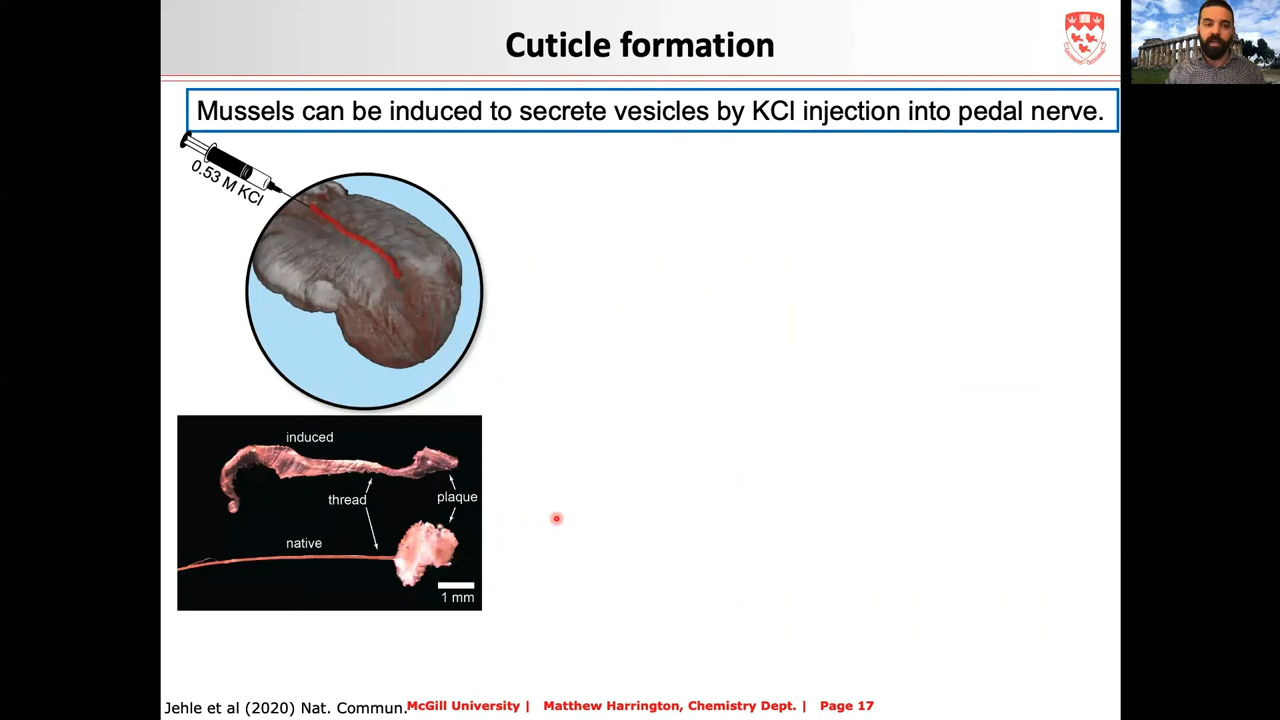 Cuticle formation
Mussels can be induced to secrete vesicles by KCl injection into pedal nerve.
0.53 M KCl
induced
thread
plaque
native
1 mm
Jehle et al (2020) Nat. Commun.
McGill University | Matthew Harrington, Chemistry Dept. | Page 17